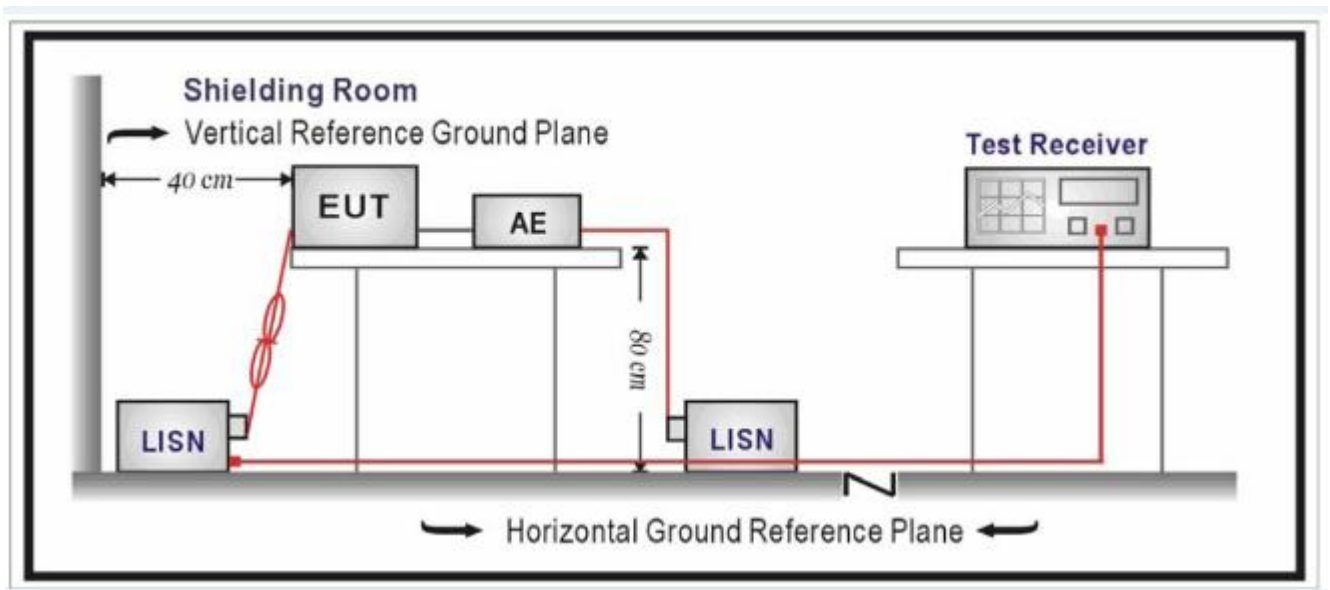 Shielding Room
Vertical Reference Ground Plane
Test Receiver
40 cm
EUT
AE
80 cm
LISN
LISN
Horizontal Ground Reference Plane